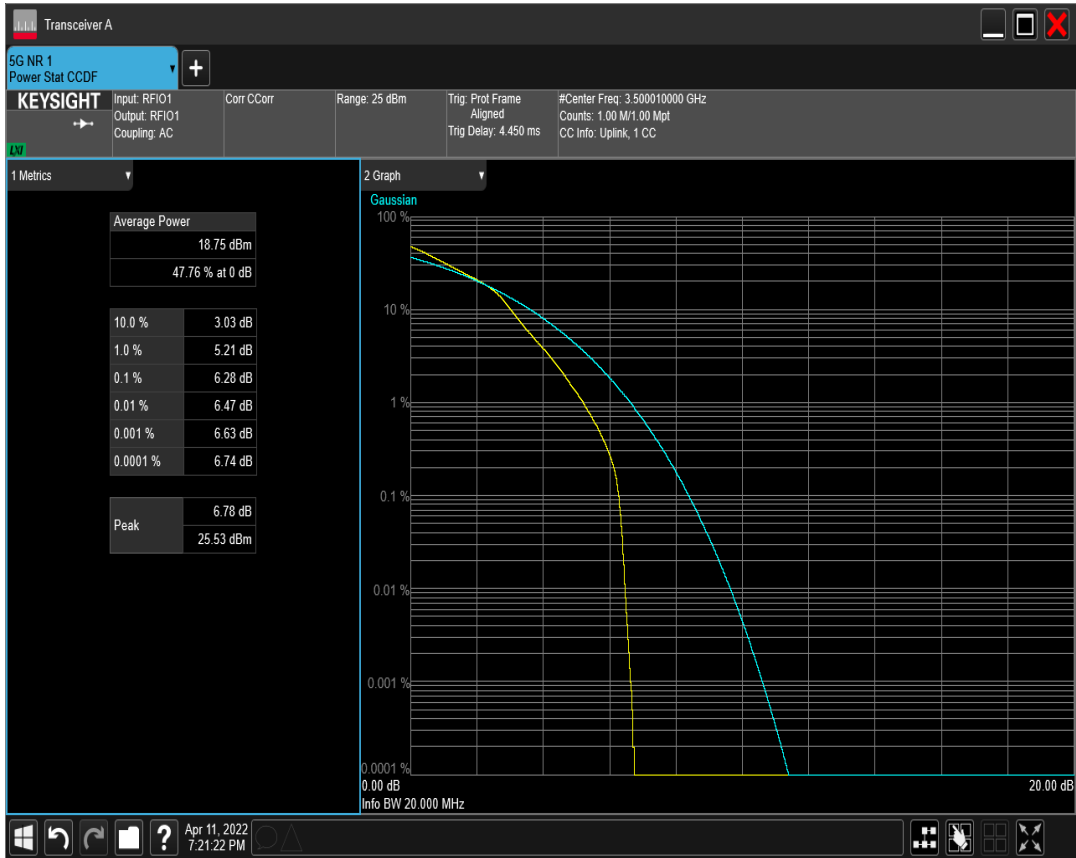 Transceiver A
5G NR 1
Power Stat CCDF
+
KEYSIGHT
LXI
Input: RFIO1
Output: RFIO1
Coupling: AC
Corr CCorr
Range: 25 dBm
Trig: Prot Frame
Aligned
Trig Delay: 4.450 ms
#Center Freq: 3.500010000 GHz
Counts: 1.00 M/1.00 Mpt
CC Info: Uplink, 1 CC
1 Metrics
Average Power
18.75 dBm
47.76 % at 0 dB
10.0 % 3.03 dB
1.0 % 5.21 dB
0.1 % 6.28 dB
0.01 % 6.47 dB
0.001 % 6.63 dB
0.0001 % 6.74 dB
Peak 6.78 dB
25.53 dBm
2 Graph
Gaussian
100 %
10 %
1 %
0.1 %
0.01 %
0.001 %
0.0001 %
0.00 dB 20.00 dB
Info BW 20.000 MHz
?
Apr 11, 2022
7:21:22 PM